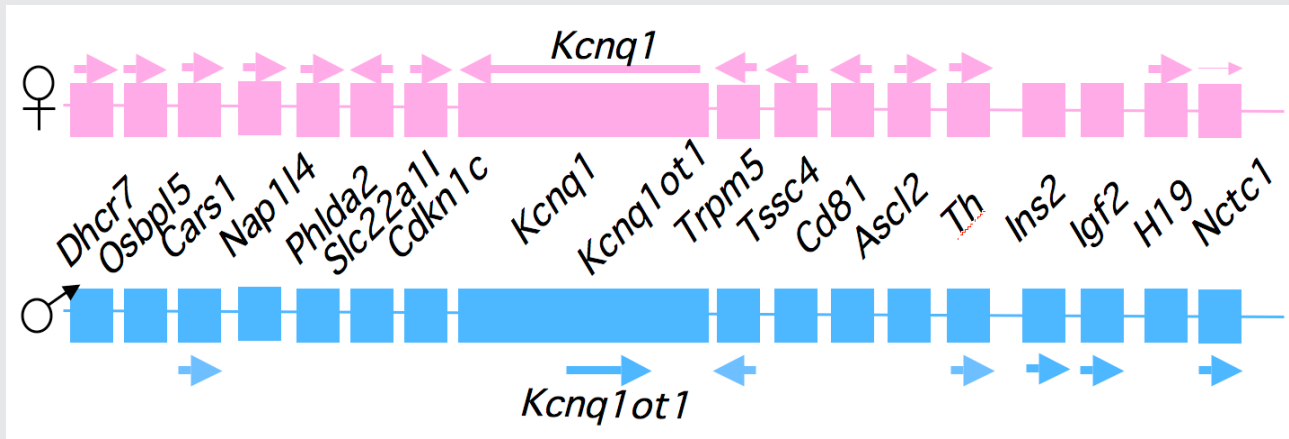 Kcnq1
Dhcr7
Osbpl5
Cars1
Nap1l4
Phlda2
Slc22a1l
Cdkn1c
Kcnq1
Kcnq1ot1
Trpm5
Tssc4
Cd81
Ascl2
Th
Ins2
Igf2
H19
Nctc1
Kcnq1ot1